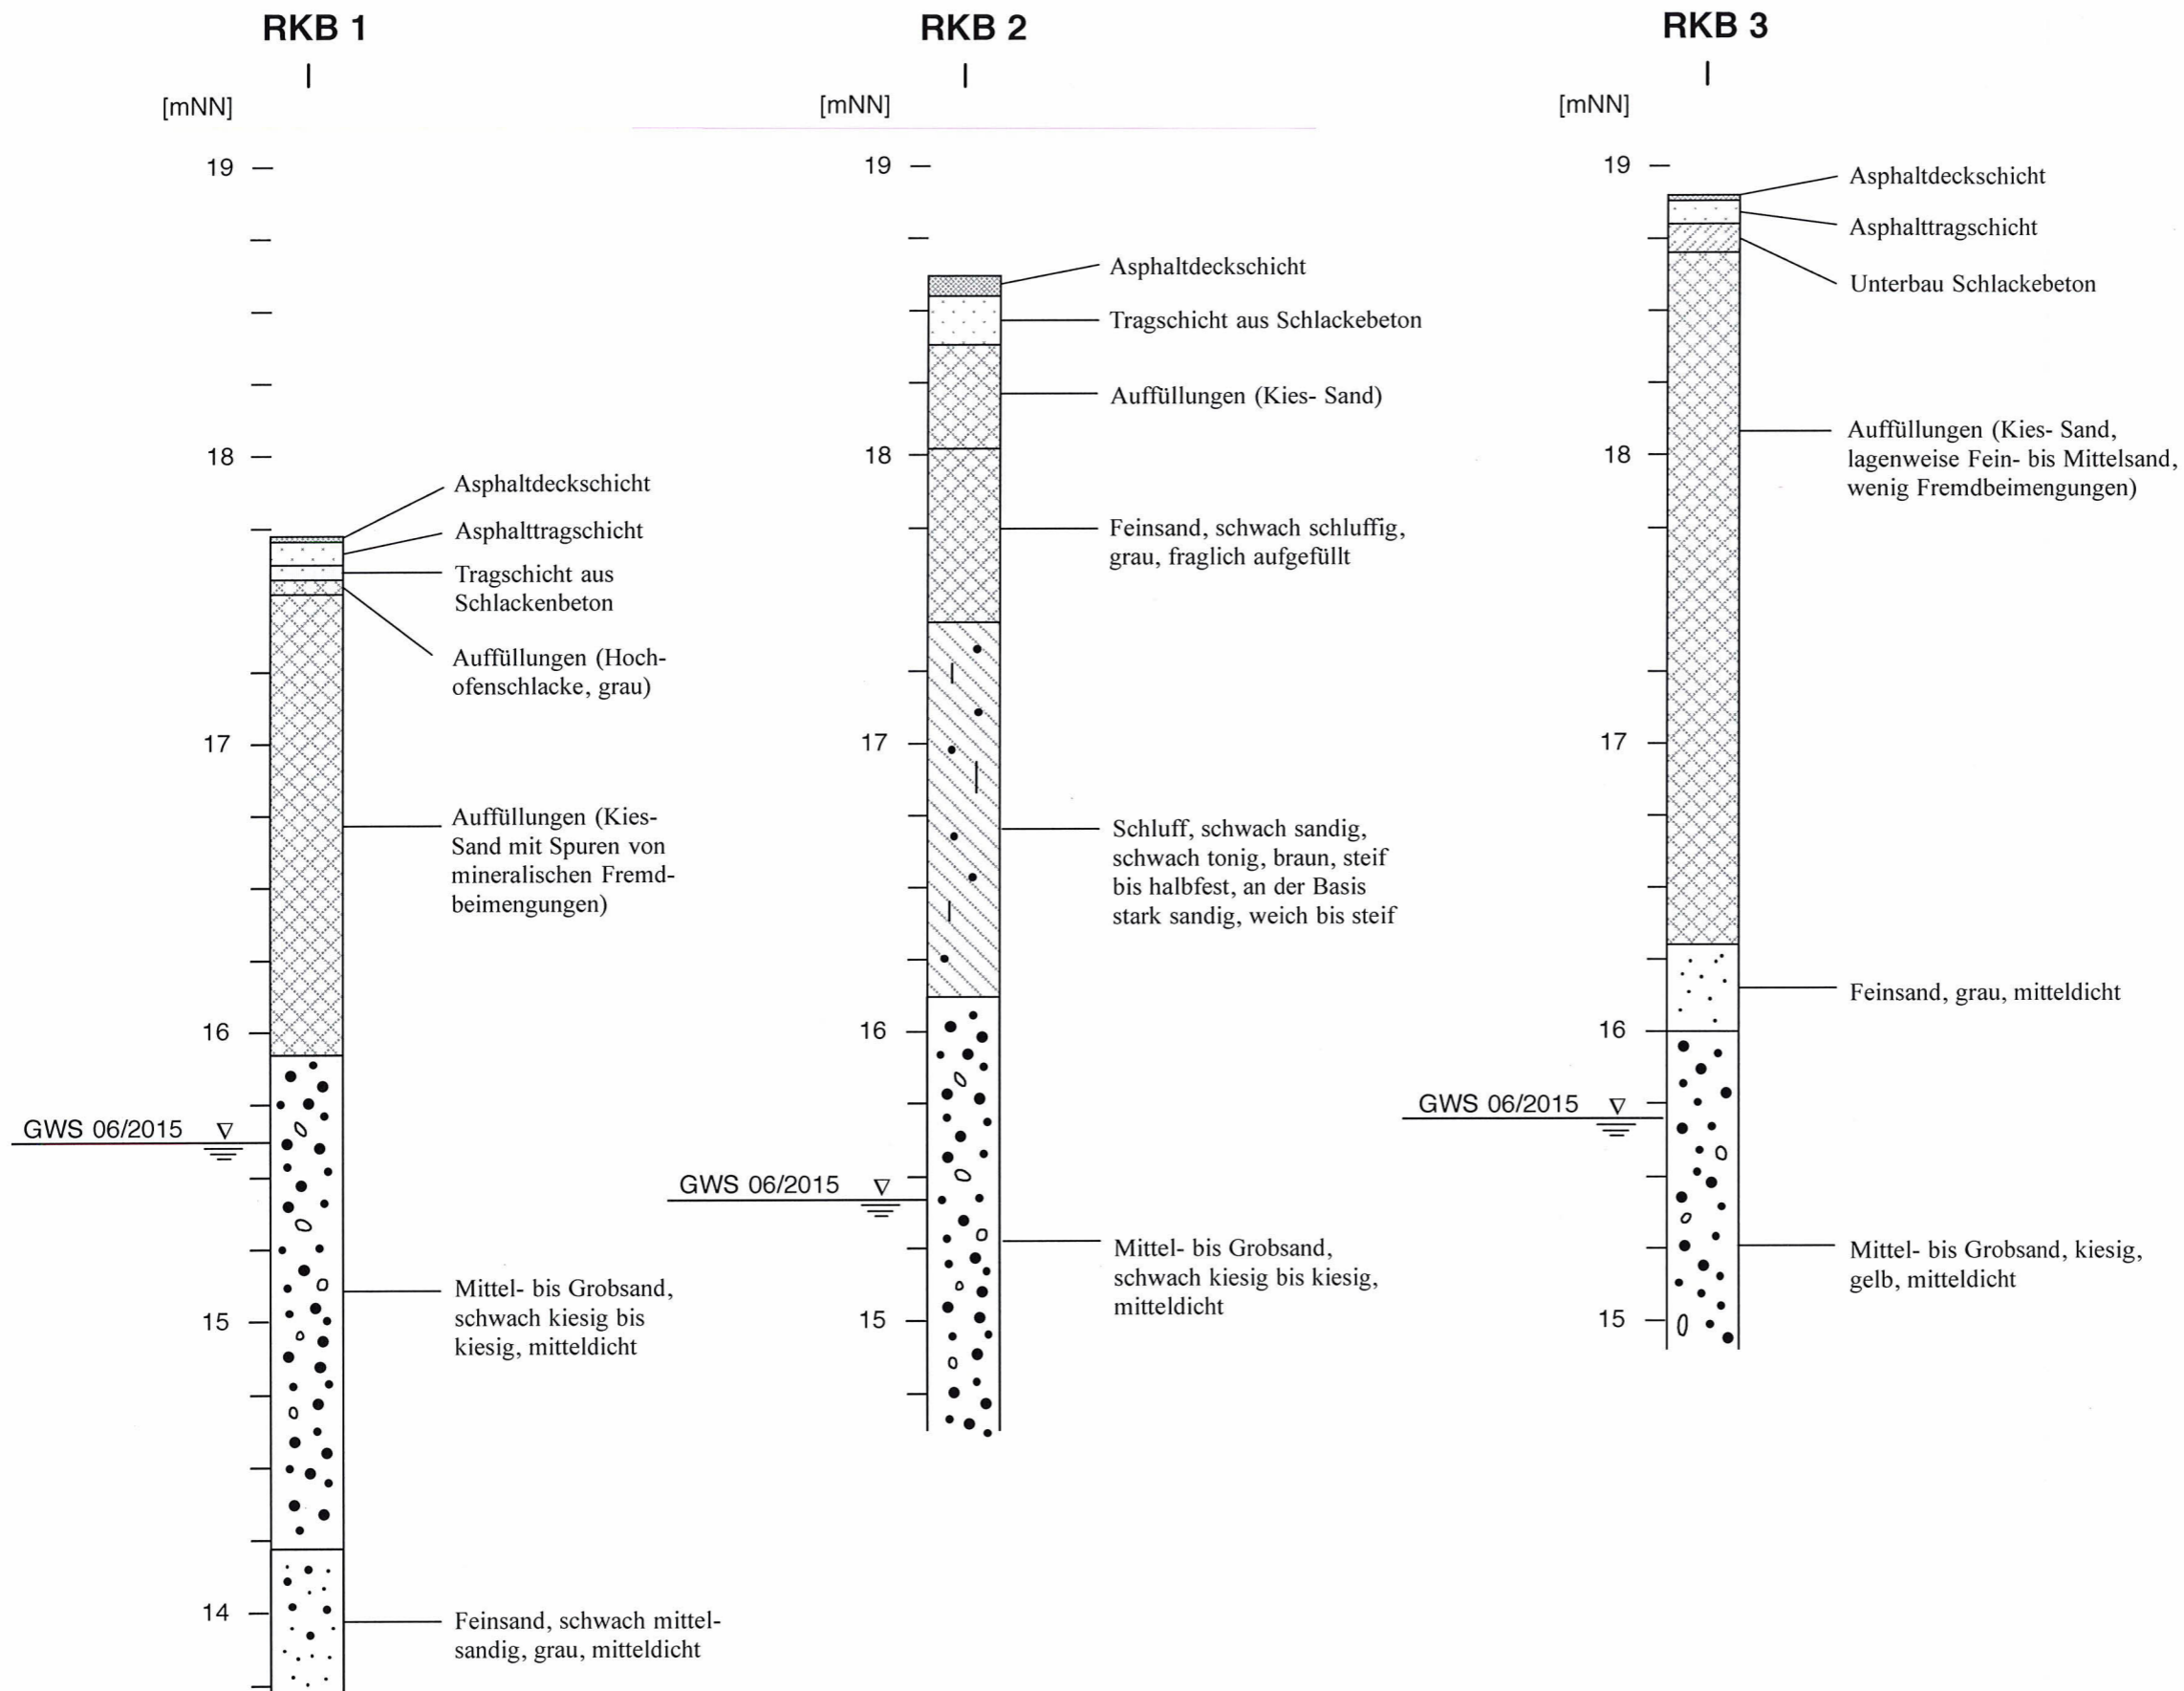 RKB 1
[mNN]
19
18
Asphaltdeckschicht
Asphalttragschicht
Tragschicht aus
Schlackenbeton
Auffüllungen (Hoch-
ofenschlacke, grau)
17
Auffüllungen (Kies-
Sand mit Spuren von
mineralischen Fremd-
beimengungen)
16
GWS 06/2015
Mittel- bis Grobsand,
schwach kiesig bis
kiesig, mitteldicht
15
14
Feinsand, schwach mittel-
sandig, grau, mitteldicht
RKB 2
[mNN]
19
Asphaltdeckschicht
Tragschicht aus Schlackebeton
Auffüllungen (Kies- Sand)
18
Feinsand, schwach schluffig,
grau, fraglich aufgefüllt
17
Schluff, schwach sandig,
schwach tonig, braun, steif
bis halbfest, an der Basis
stark sandig, weich bis steif
16
GWS 06/2015
Mittel- bis Grobsand,
schwach kiesig bis kiesig,
mitteldicht
15
RKB 3
[mNN]
19
Asphaltdeckschicht
Asphalttragschicht
Unterbau Schlackebeton
Auffüllungen (Kies- Sand,
lagenweise Fein- bis Mittelsand,
wenig Fremdbeimengungen)
18
17
Feinsand, grau, mitteldicht
16
GWS 06/2015
Mittel- bis Grobsand, kiesig,
gelb, mitteldicht
15